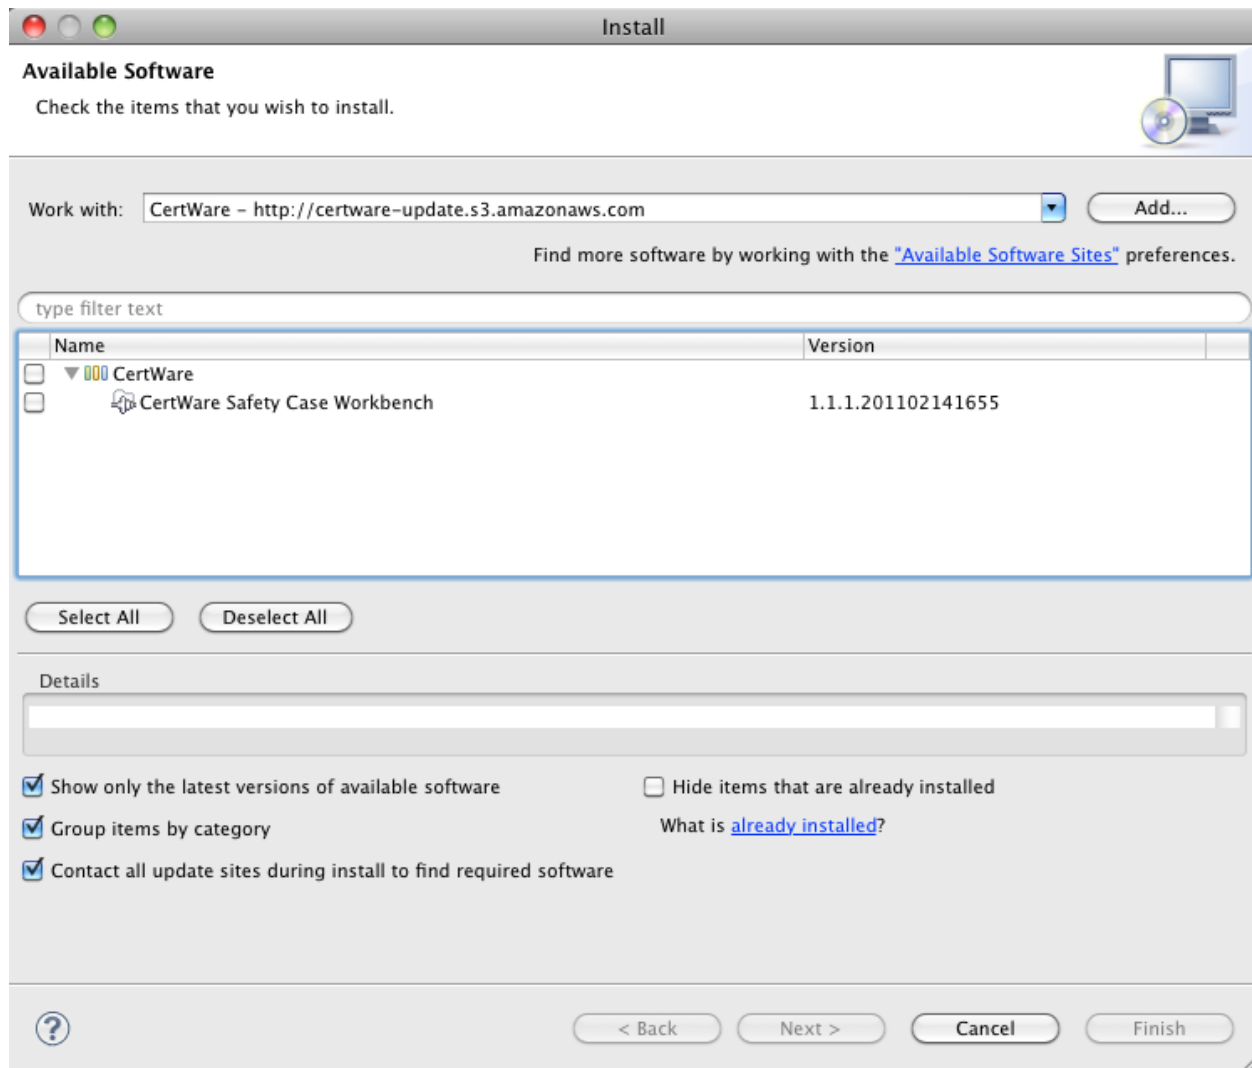 Install
Available Software
Check the items that you wish to install.
Work with: CertWare – http://certware-update.s3.amazonaws.com Add...
Find more software by working with the "Available Software Sites" preferences.
type filter text
Name Version
CertWare
CertWare Safety Case Workbench 1.1.1.201102141655
Select All Deselect All
Details
Show only the latest versions of available software Hide items that are already installed
Group items by category What is already installed?
Contact all update sites during install to find required software
? < Back Next > Cancel Finish